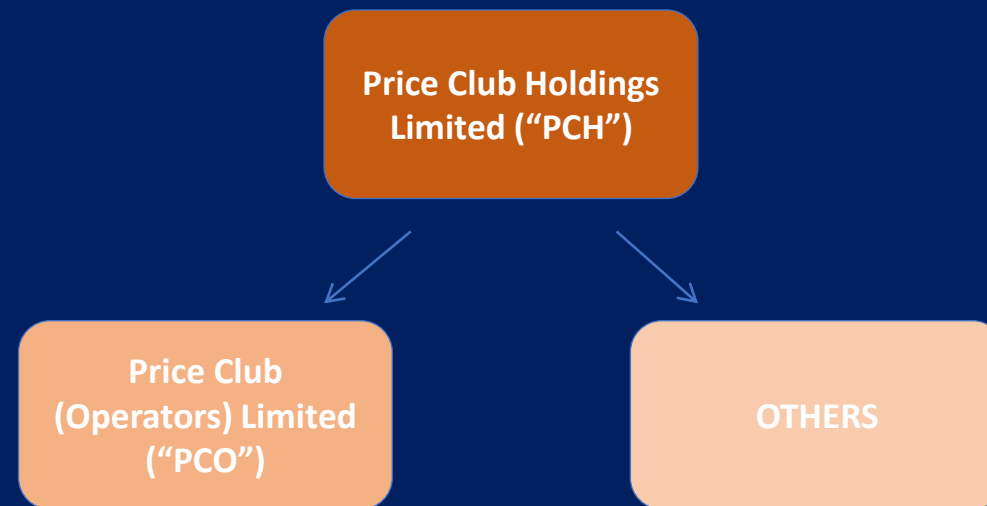 Price Club Holdings
Limited (“PCH”)
Price Club
(Operators) Limited
(“PCO”)
OTHERS